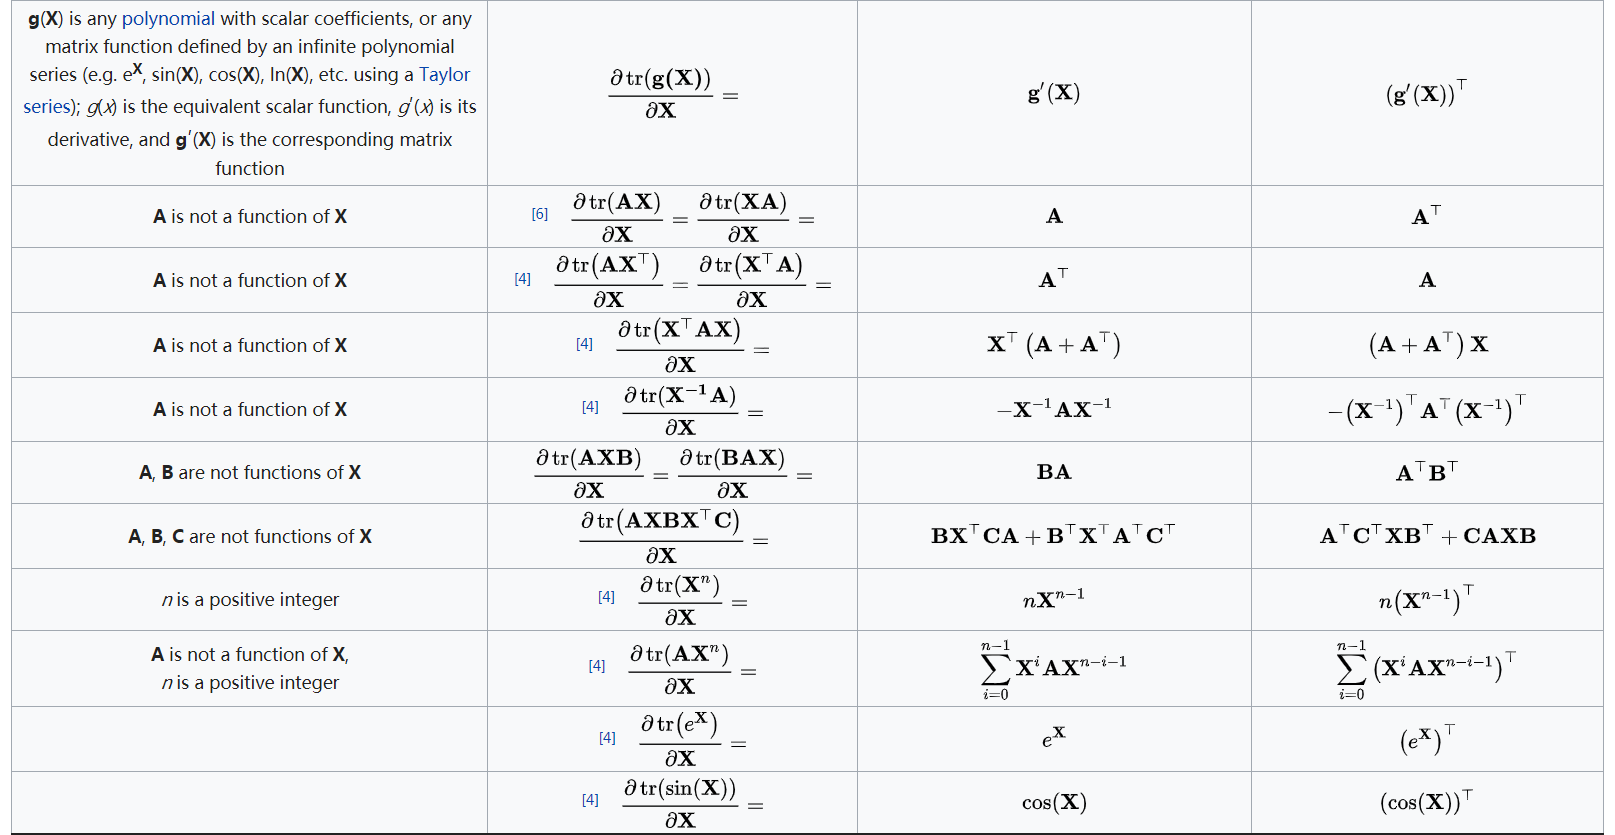 g(X) is any polynomial with scalar coefficients, or any
matrix function defined by an infinite polynomial
series (e.g. e^X, sin(X), cos(X), ln(X), etc. using a Taylor
series); g(x) is the equivalent scalar function, g′(x) is its
derivative, and g′(X) is the corresponding matrix
function
∂ tr(g(X)) / ∂X =
g′(X)
(g′(X))^⊤
A is not a function of X
[6] ∂ tr(AX) / ∂X = ∂ tr(XA) / ∂X =
A
A^⊤
A is not a function of X
[4] ∂ tr(AX^⊤) / ∂X = ∂ tr(X^⊤A) / ∂X =
A^⊤
A
A is not a function of X
[4] ∂ tr(X^⊤AX) / ∂X =
X^⊤ (A + A^⊤)
(A + A^⊤) X
A is not a function of X
[4] ∂ tr(X^−1 A) / ∂X =
−X^−1 AX^−1
−(X^−1)^⊤ A^⊤ (X^−1)^⊤
A, B are not functions of X
∂ tr(AXB) / ∂X = ∂ tr(BAX) / ∂X =
BA
A^⊤B^⊤
A, B, C are not functions of X
∂ tr(AXBX^⊤C) / ∂X =
BX^⊤CA + B^⊤X^⊤A^⊤C^⊤
A^⊤C^⊤XB^⊤ + CAXB
n is a positive integer
[4] ∂ tr(X^n) / ∂X =
nX^n−1
n(X^n−1)^⊤
A is not a function of X,
n is a positive integer
[4] ∂ tr(AX^n) / ∂X =
∑_{i=0}^{n−1} X^i AX^n−i−1
∑_{i=0}^{n−1} (X^i AX^n−i−1)^⊤
[4] ∂ tr(e^X) / ∂X =
e^X
(e^X)^⊤
[4] ∂ tr(sin(X)) / ∂X =
cos(X)
(cos(X))^⊤